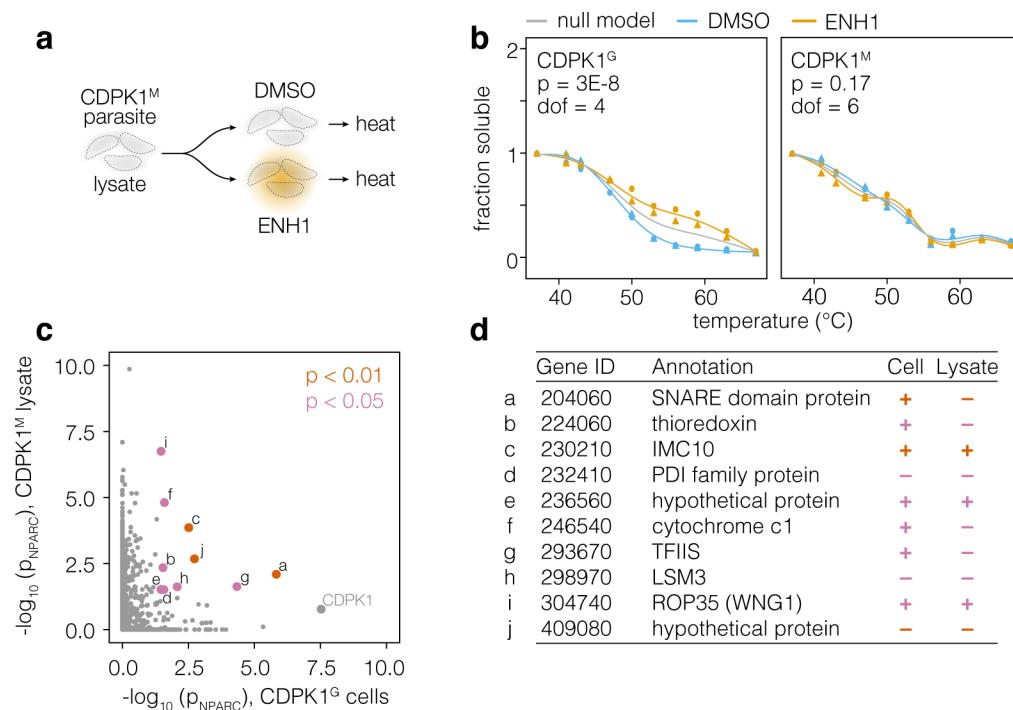 a
CDPK1ᴹ
parasite
lysate
DMSO
heat
ENH1
heat
b
null model DMSO ENH1
CDPK1ᴳ
p = 3E-8
dof = 4
CDPK1ᴹ
p = 0.17
dof = 6
fraction soluble
2
1
0
40 50 60 40 50 60
temperature (°C)
c
p < 0.01
p < 0.05
-log10 (pNPARC), CDPK1ᴹ lysate
10.0
7.5
5.0
2.5
0.0
i
f
c
j
b
a
e
h
g
d
CDPK1
0.0 2.5 5.0 7.5 10.0
-log10 (pNPARC), CDPK1ᴳ cells
d
Gene ID Annotation Cell Lysate
a 204060 SNARE domain protein + −
b 224060 thioredoxin + −
c 230210 IMC10 + +
d 232410 PDI family protein − −
e 236560 hypothetical protein + +
f 246540 cytochrome c1 + −
g 293670 TFIIS + −
h 298970 LSM3 − −
i 304740 ROP35 (WNG1) + +
j 409080 hypothetical protein − −